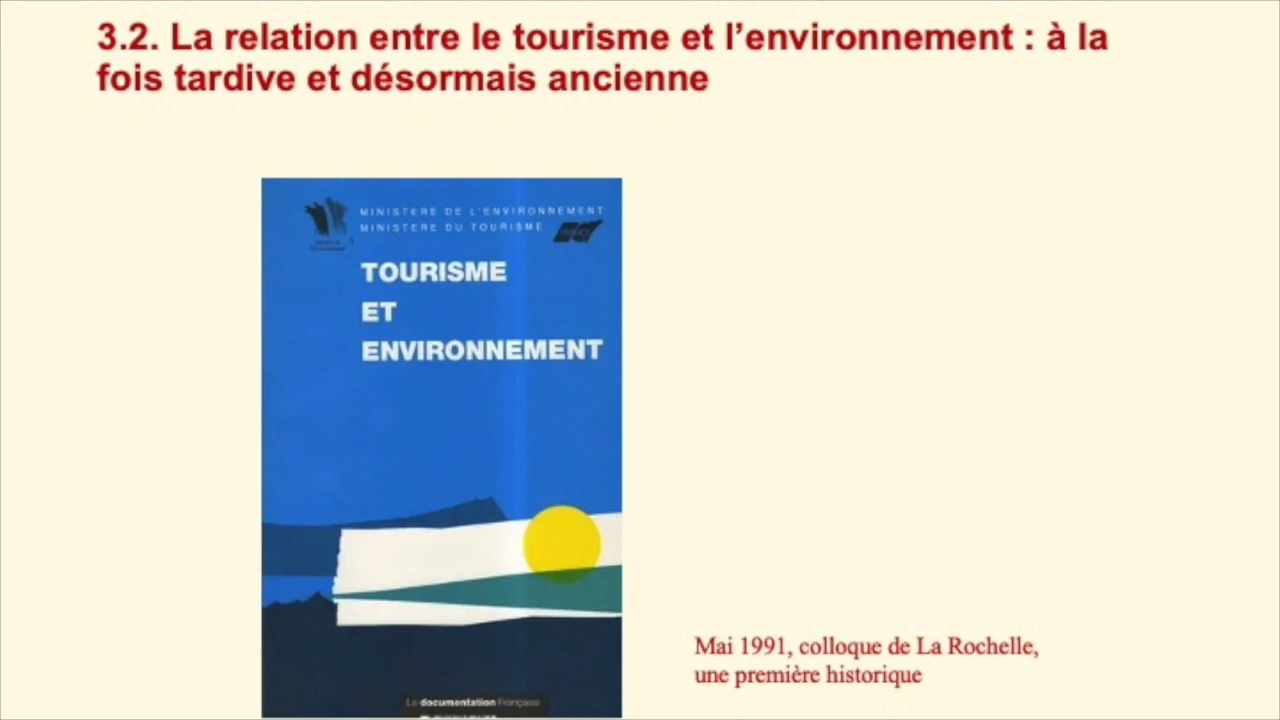 3.2. La relation entre le tourisme et l’environnement : à la
fois tardive et désormais ancienne
MINISTERE DE L'ENVIRONNEMENT
MINISTERE DU TOURISME
FRANCE
TOURISME
ET
ENVIRONNEMENT
Mai 1991, colloque de La Rochelle,
une première historique
La documentation Française